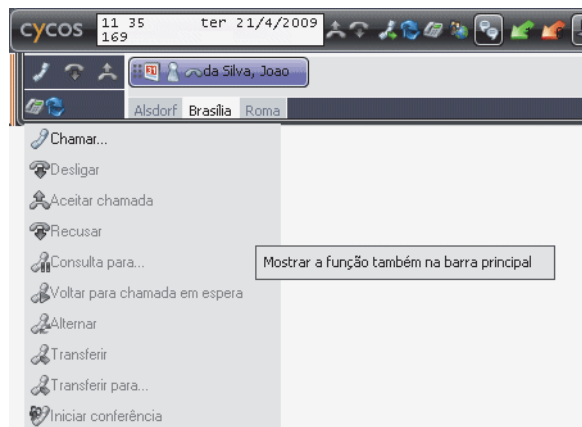 cycos
11 35 ter 21/4/2009
169
31 da Silva, Joao
Alsdorf Brasília Roma
Chamar...
Desligar
Aceitar chamada
Recusar
Consulta para...
Mostrar a função também na barra principal
Voltar para chamada em espera
Alternar
Transferir
Transferir para...
Iniciar conferência